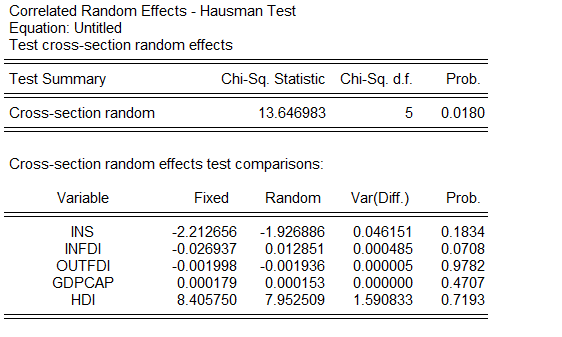 Correlated Random Effects - Hausman Test
Equation: Untitled
Test cross-section random effects
Test Summary Chi-Sq. Statistic Chi-Sq. d.f. Prob.
Cross-section random 13.646983 5 0.0180
Cross-section random effects test comparisons:
Variable Fixed Random Var(Diff.) Prob.
INS -2.212656 -1.926886 0.046151 0.1834
INFDI -0.026937 0.012851 0.000485 0.0708
OUTFDI -0.001998 -0.001936 0.000005 0.9782
GDPCAP 0.000179 0.000153 0.000000 0.4707
HDI 8.405750 7.952509 1.590833 0.7193